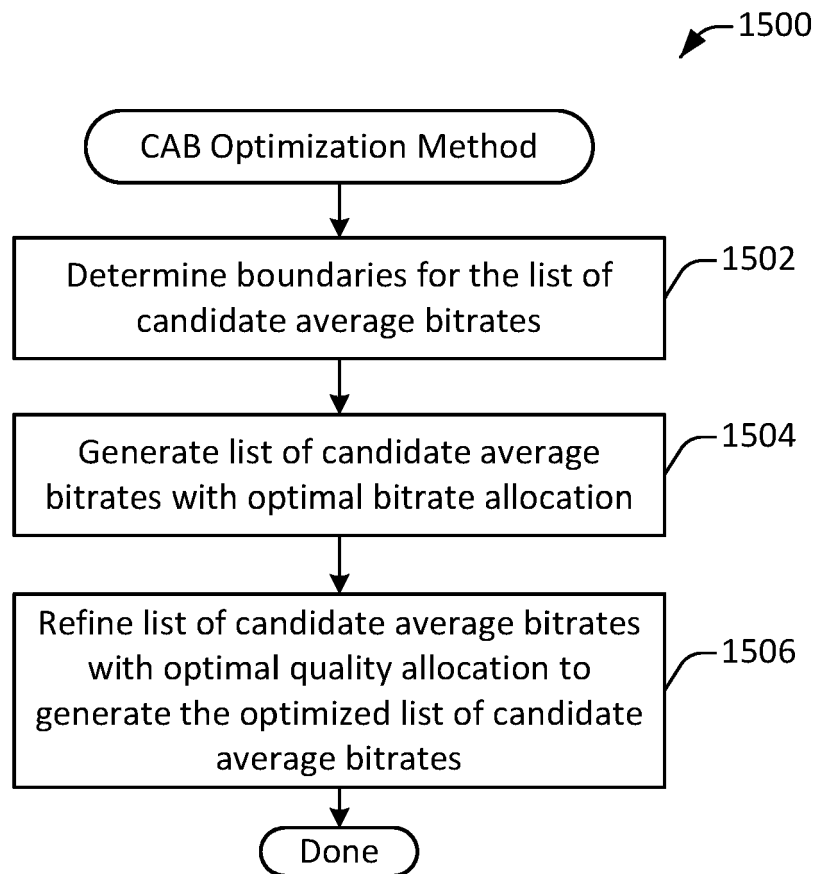 1500
CAB Optimization Method
Determine boundaries for the list of
candidate average bitrates
1502
Generate list of candidate average
bitrates with optimal bitrate allocation
1504
Refine list of candidate average bitrates
with optimal quality allocation to
generate the optimized list of candidate
average bitrates
1506
Done